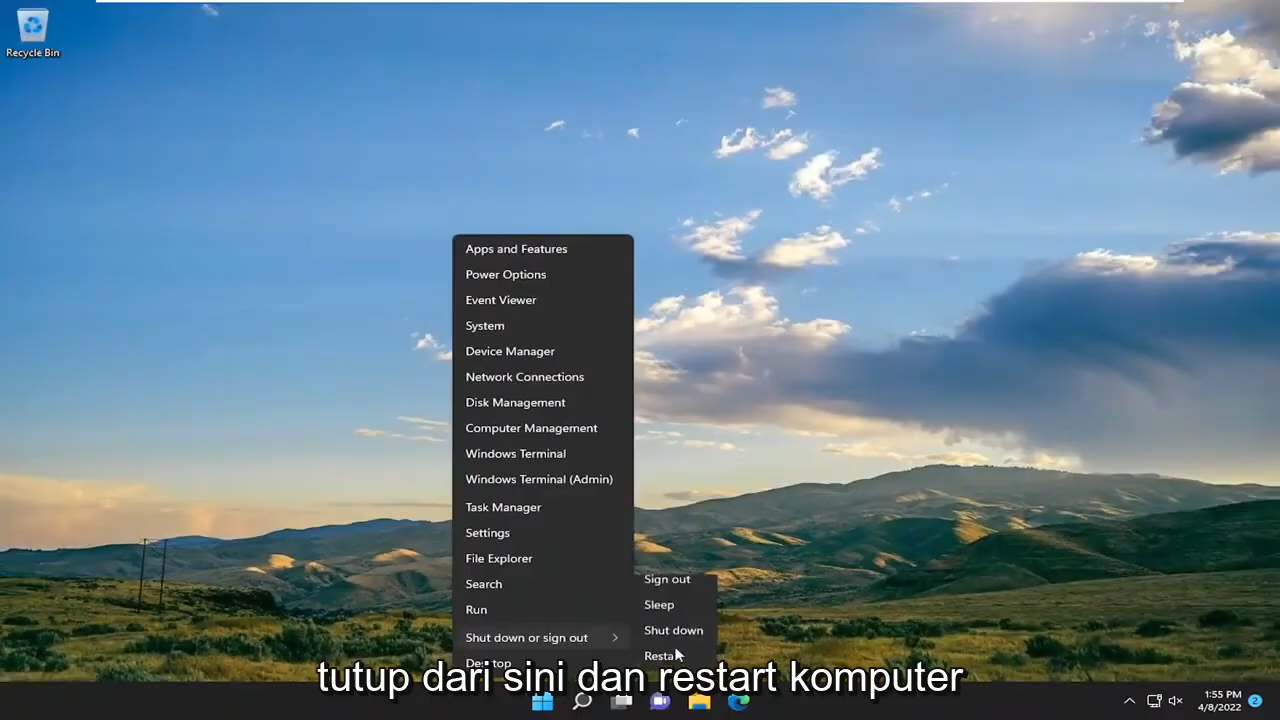 Recycle Bin
Apps and Features
Power Options
Event Viewer
System
Device Manager
Network Connections
Disk Management
Computer Management
Windows Terminal
Windows Terminal (Admin)
Task Manager
Settings
File Explorer
Search
Run
Shut down or sign out
Desktop
Sign out
Sleep
Shut down
Restart
tutup dari sini dan restart komputer
1:55 PM
4/8/2022
2